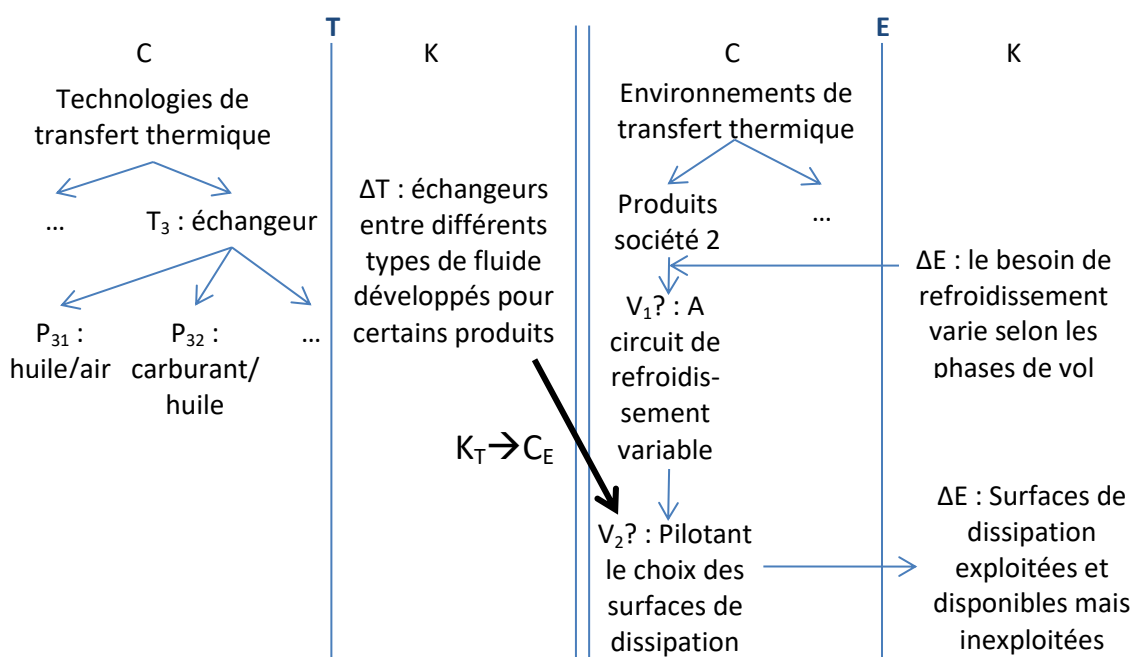 T
E
C
K
C
K
Technologies de
transfert thermique
…
T₃ : échangeur
P₃₁ :
huile/air
P₃₂ :
carburant/
huile
…
ΔT : échangeurs
entre différents
types de fluide
développés pour
certains produits
K_T→C_E
Environnements de
transfert thermique
Produits
société 2
…
V₁? : A
circuit de
refroidis-
sement
variable
V₂? : Pilotant
le choix des
surfaces de
dissipation
ΔE : le besoin de
refroidissement
varie selon les
phases de vol
ΔE : Surfaces de
dissipation
exploitées et
disponibles mais
inexploitées